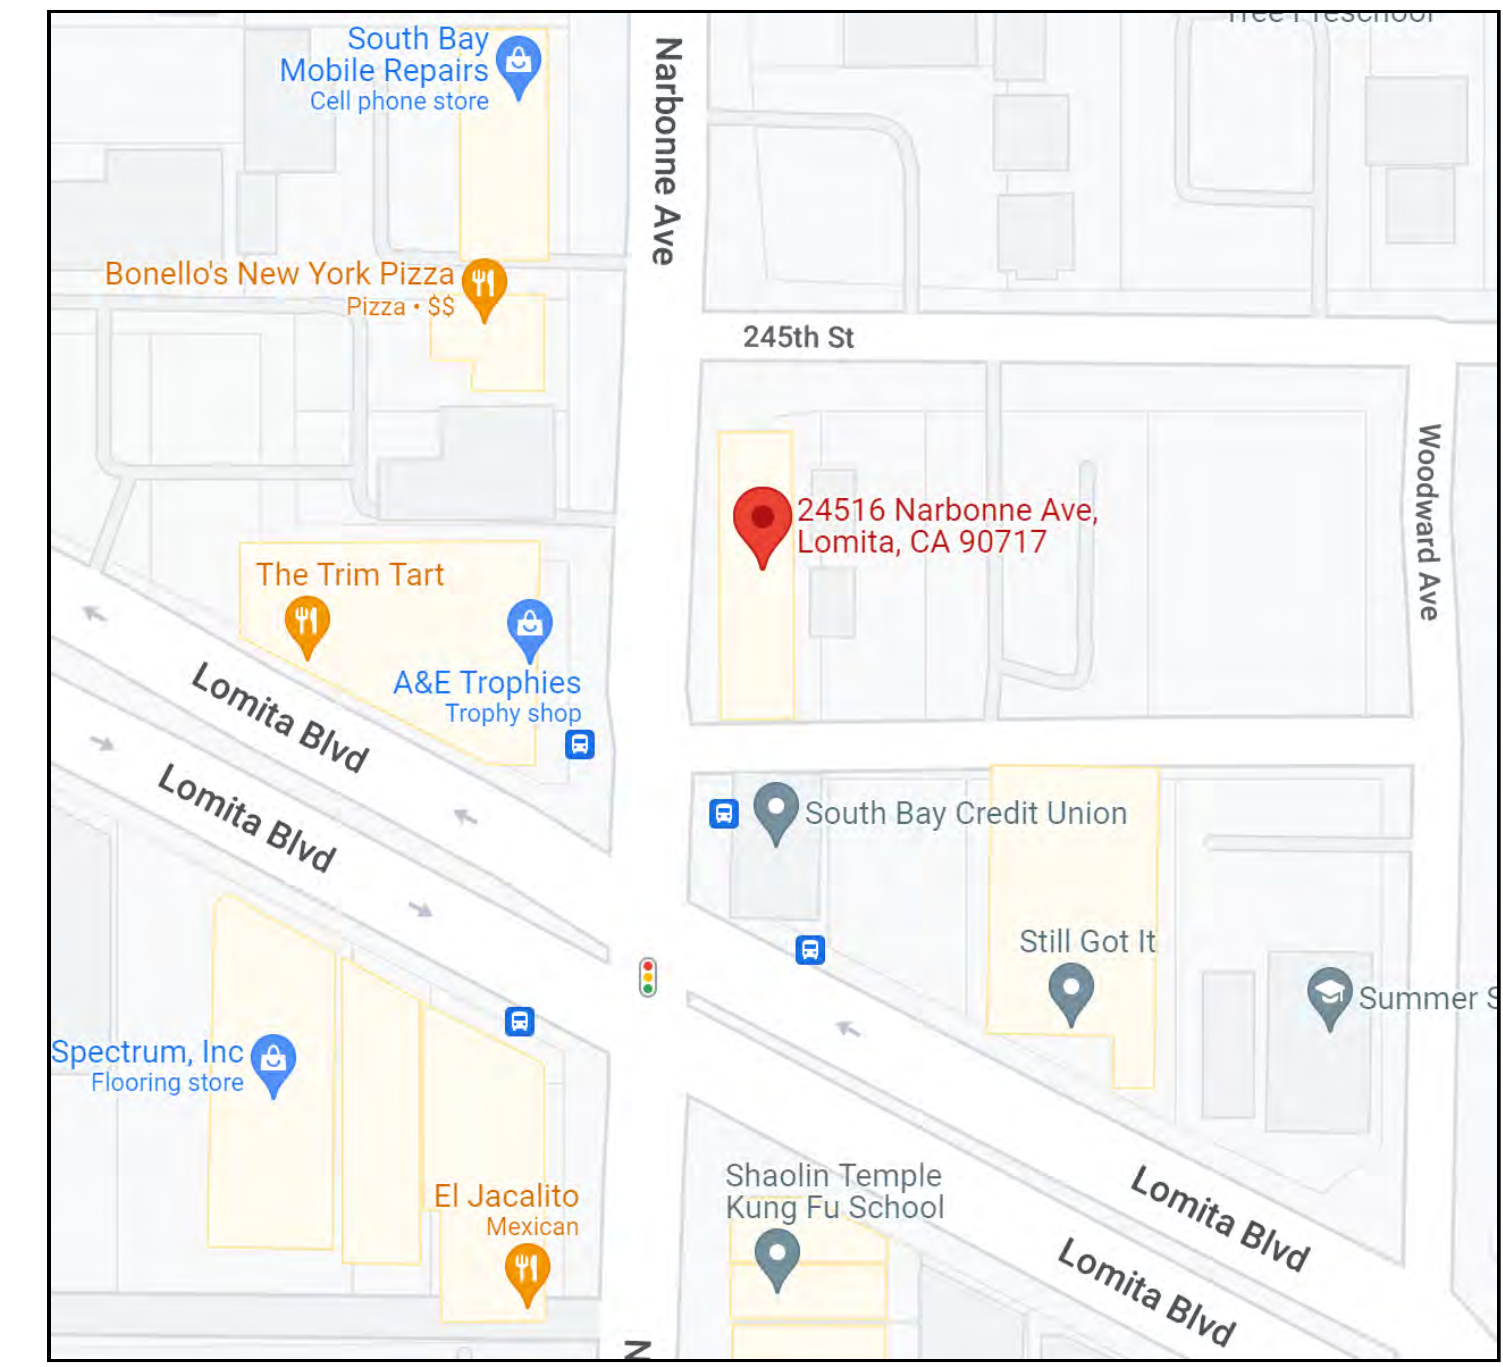 Tree Preschool
South Bay
Mobile Repairs
Cell phone store
Narbonne Ave
Bonello's New York Pizza
Pizza • $$
245th St
24516 Narbonne Ave,
Lomita, CA 90717
Woodward Ave
The Trim Tart
A&E Trophies
Trophy shop
Lomita Blvd
Lomita Blvd
South Bay Credit Union
Still Got It
Summer S
Spectrum, Inc
Flooring store
El Jacalito
Mexican
Shaolin Temple
Kung Fu School
Lomita Blvd
Lomita Blvd
N